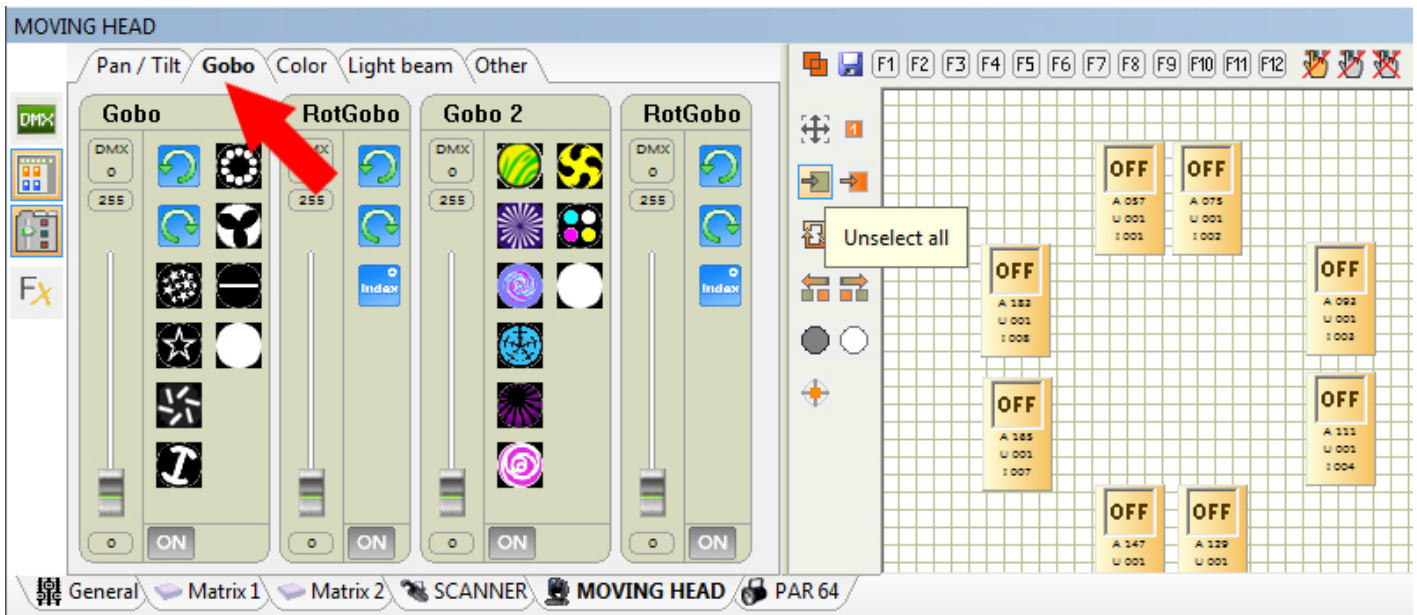 MOVING HEAD
Pan / Tilt Gobo Color Light beam Other
F1 F2 F3 F4 F5 F6 F7 F8 F9 F10 F11 F12
DMX
Gobo
DMX
0
255
0
ON
RotGobo
MX
255
Index
0
ON
Gobo 2
DMX
0
255
0
ON
RotGobo
DMX
0
255
Index
0
ON
Fx
1
Unselect all
OFF
A 057
U 001
I 001
OFF
A 075
U 001
I 002
OFF
U 001
OFF
A 093
U 001
I 003
OFF
U 001
I 007
OFF
A 111
U 001
I 004
OFF
A 147
U 001
OFF
A 129
U 001
General Matrix 1 Matrix 2 SCANNER MOVING HEAD PAR 64